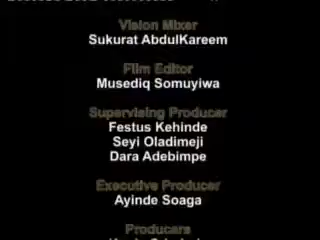 Vision Mixer
Sukurat AbdulKareem
Film Editor
Musediq Somuyiwa
Supervising Producer
Festus Kehinde
Seyi Oladimeji
Dara Adebimpe
Executive Producer
Ayinde Soaga
Producers